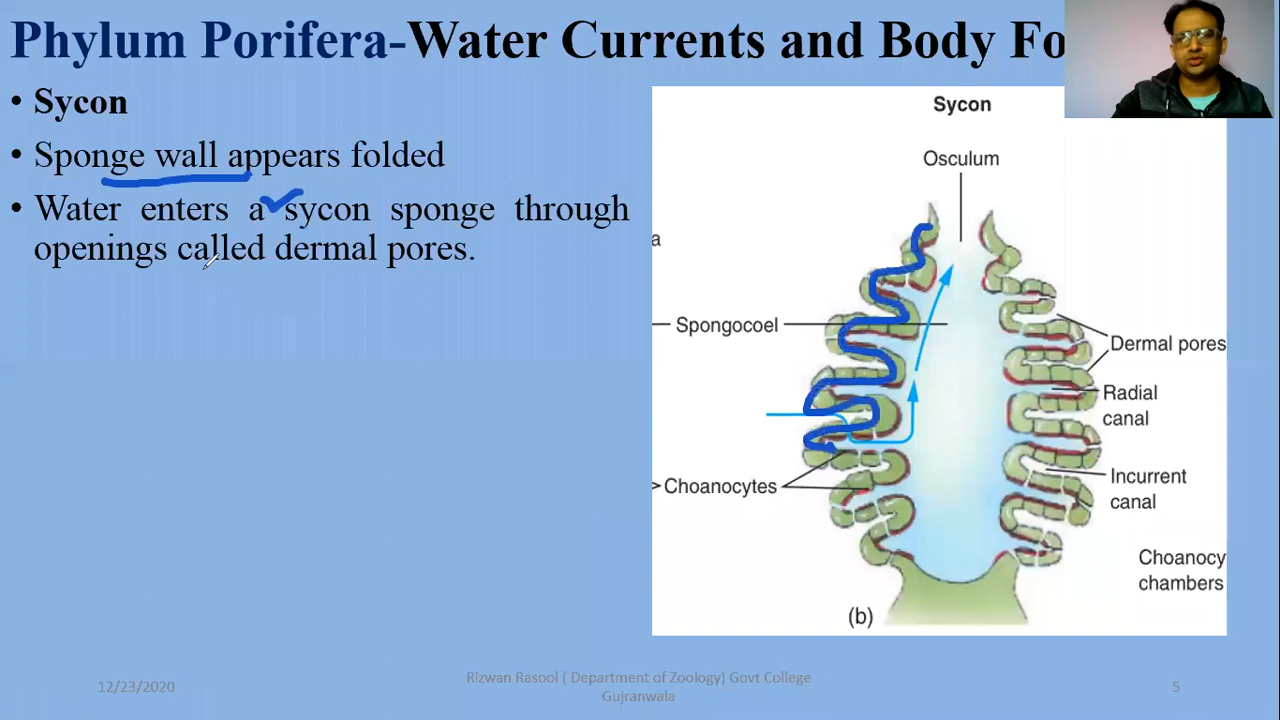 Phylum Porifera-Water Currents and Body Fo
• Sycon
• Sponge wall appears folded
• Water enters a sycon sponge through
openings called dermal pores.
Sycon
Osculum
a
Spongocoel
Dermal pores
Radial
canal
Choanocytes
Incurrent
canal
Choanocy
chambers
(b)
12/23/2020
Rizwan Rasool ( Department of Zoology) Govt College
Gujranwala
5